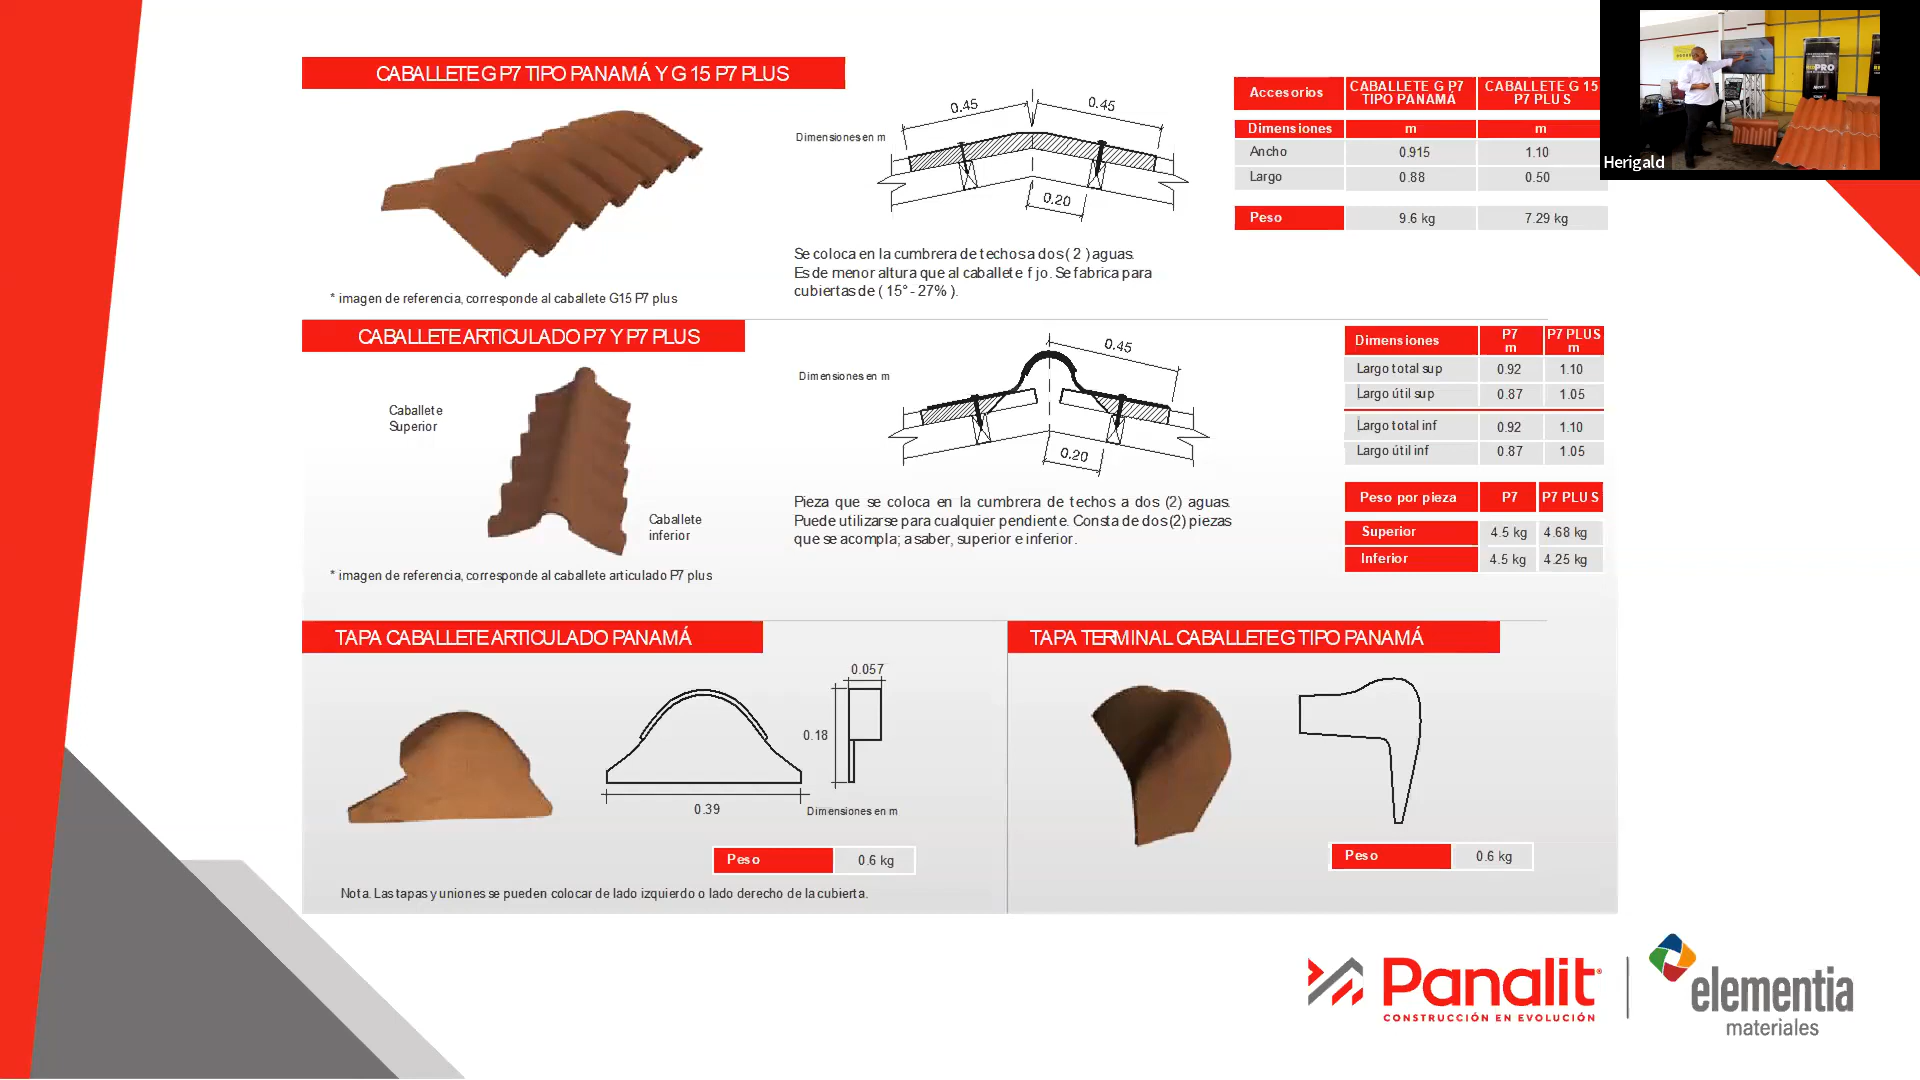 CABALLETE G P7 TIPO PANAMÁ Y G 15 P7 PLUS
* imagen de referencia, corresponde al caballete G15 P7 plus
Dimensiones en m
0.45
0.45
0.20
Se coloca en la cumbrera de techos a dos ( 2 ) aguas.
Es de menor altura que al caballete f jo. Se fabrica para
cubiertas de ( 15° - 27% ).
Accesorios CABALLETE G P7 TIPO PANAMÁ CABALLETE G 15 P7 PLUS
Dimensiones m m
Ancho 0.915 1.10
Largo 0.88 0.50
Peso 9.6 kg 7.29 kg
Herigald
CABALLETE ARTICULADO P7 Y P7 PLUS
Caballete
Superior
Caballete
inferior
* imagen de referencia, corresponde al caballete articulado P7 plus
Dimensiones en m
0.45
0.20
Pieza que se coloca en la cumbrera de techos a dos (2) aguas.
Puede utilizarse para cualquier pendiente. Consta de dos (2) piezas
que se acompla; a saber, superior e inferior.
Dimensiones P7 m P7 PLUS m
Largo total sup 0.92 1.10
Largo útil sup 0.87 1.05
Largo total inf 0.92 1.10
Largo útil inf 0.87 1.05
Peso por pieza P7 P7 PLUS
Superior 4.5 kg 4.68 kg
Inferior 4.5 kg 4.25 kg
TAPA CABALLETE ARTICULADO PANAMÁ
0.057
0.18
0.39
Dimensiones en m
Peso 0.6 kg
Nota. Las tapas y uniones se pueden colocar de lado izquierdo o lado derecho de la cubierta.
TAPA TERMINAL CABALLETE G TIPO PANAMÁ
Peso 0.6 kg
Panalit®
CONSTRUCCIÓN EN EVOLUCIÓN
elementia
materiales